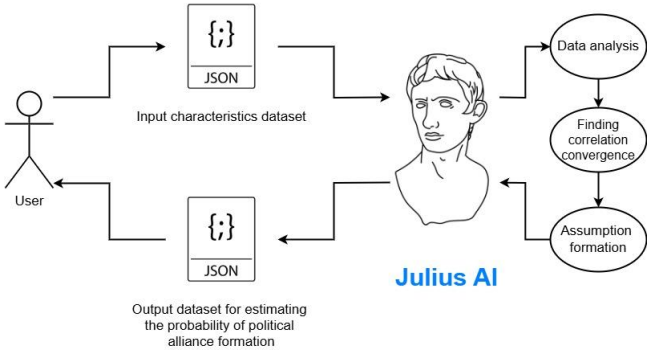 {;}
JSON
Input characteristics dataset
Data analysis
Finding
correlation
convergence
Assumption
formation
User
Julius AI
{;}
JSON
Output dataset for estimating
the probability of political
alliance formation